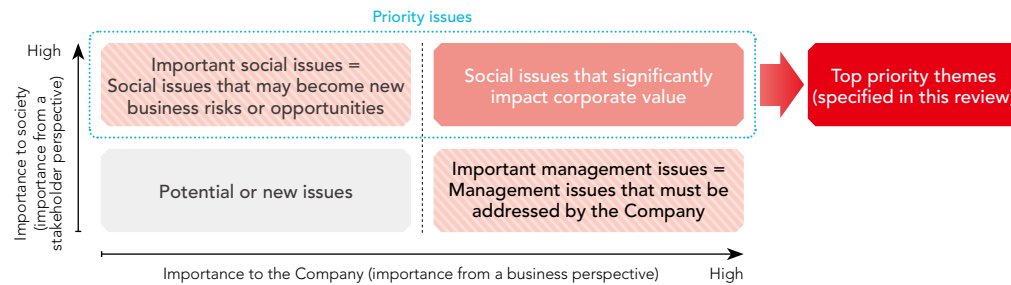 Priority issues
High
Importance to society
(importance from a
stakeholder perspective)
Important social issues =
Social issues that may become new
business risks or opportunities
Social issues that significantly
impact corporate value
Top priority themes
(specified in this review)
Potential or new issues
Important management issues =
Management issues that must be
addressed by the Company
Importance to the Company (importance from a business perspective)
High